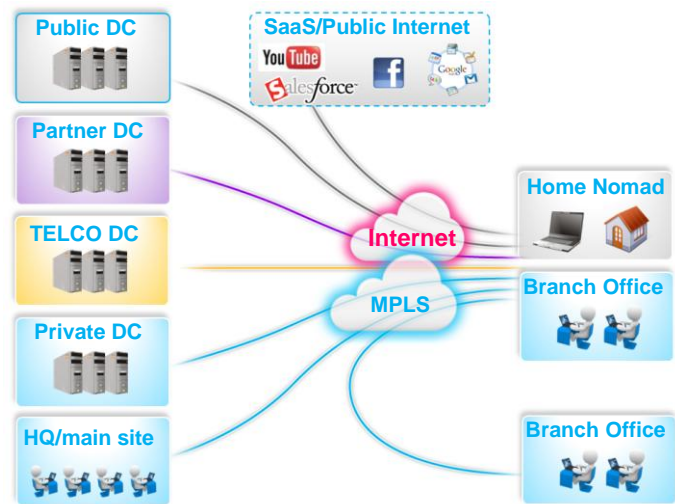 Public DC
SaaS/Public Internet
YouTube
Salesforce
f
Google
Partner DC
Home Nomad
Internet
TELCO DC
MPLS
Branch Office
Private DC
HQ/main site
Branch Office